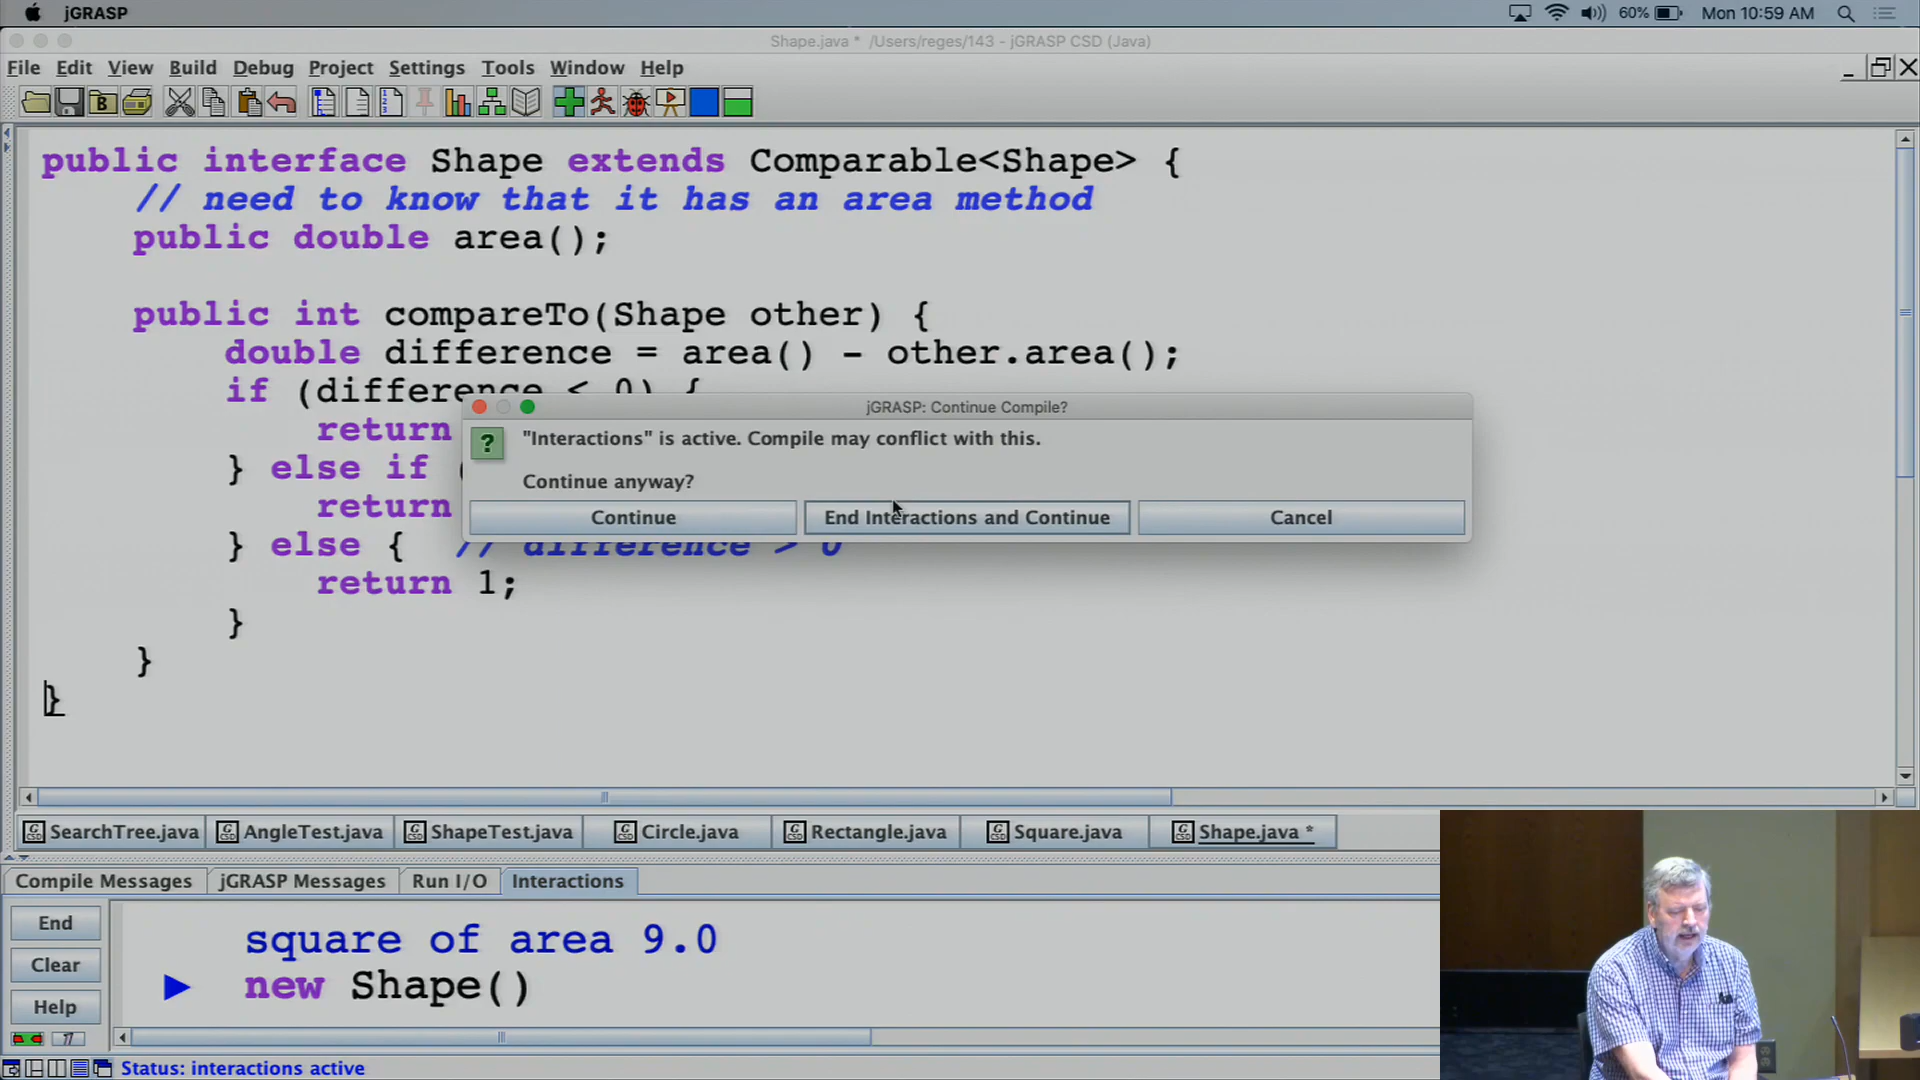 jGRASP
60%
Mon 10:59 AM
Shape.java * /Users/reges/143 - jGRASP CSD (Java)
File Edit View Build Debug Project Settings Tools Window Help
public interface Shape extends Comparable<Shape> {
// need to know that it has an area method
public double area();
public int compareTo(Shape other) {
double difference = area() - other.area();
if (difference < 0) {
return
} else if (
return
} else { // difference > 0
return 1;
}
}
}
jGRASP: Continue Compile?
"Interactions" is active. Compile may conflict with this.
Continue anyway?
Continue
End Interactions and Continue
Cancel
SearchTree.java AngleTest.java ShapeTest.java Circle.java Rectangle.java Square.java Shape.java *
Compile Messages jGRASP Messages Run I/O Interactions
End
Clear
Help
square of area 9.0
new Shape()
Status: interactions active